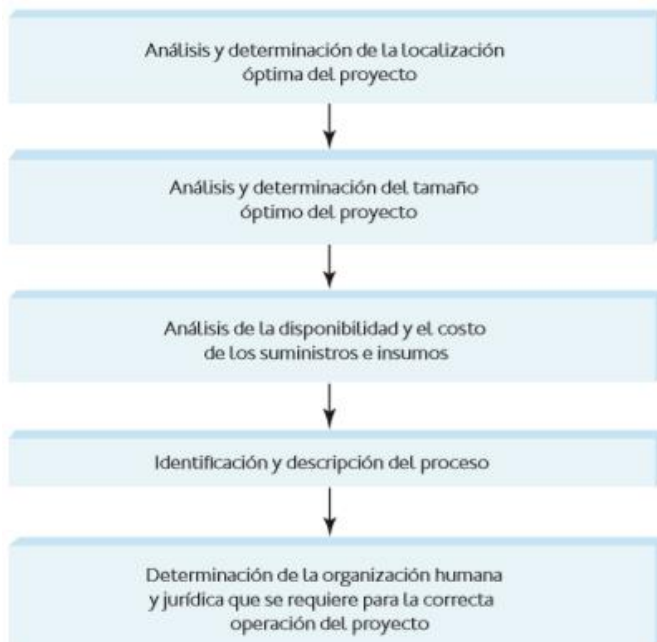 Análisis y determinación de la localización
óptima del proyecto
Análisis y determinación del tamaño
óptimo del proyecto
Análisis de la disponibilidad y el costo
de los suministros e insumos
Identificación y descripción del proceso
Determinación de la organización humana
y jurídica que se requiere para la correcta
operación del proyecto